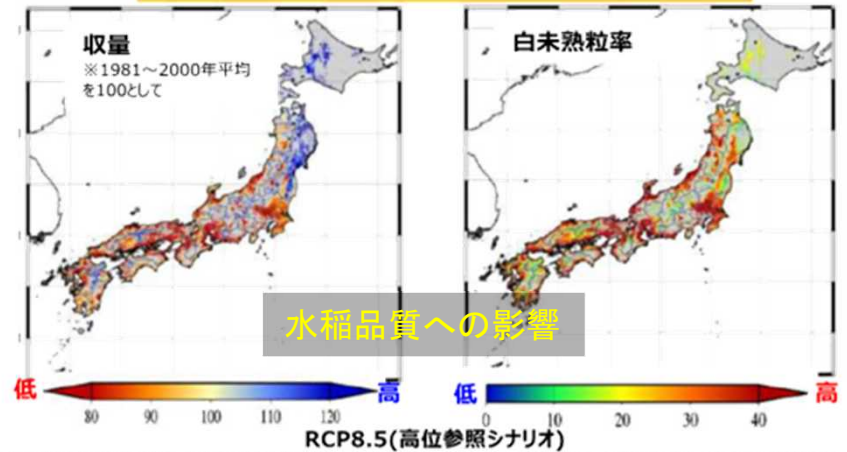 収量
※1981～2000年平均
を100として
白未熟粒率
水稲品質への影響
低
高
80 90 100 110 120
低
高
0 10 20 30 40
RCP8.5(高位参照シナリオ)